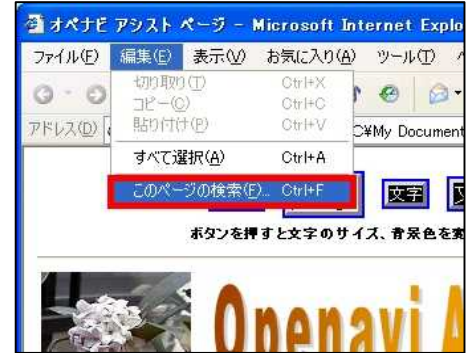 オペナビ アシスト ページ - Microsoft Internet Explo
ファイル(F) 編集(E) 表示(V) お気に入り(A) ツール(T)
切り取り(T) Ctrl+X
コピー(C) Ctrl+C
貼り付け(P) Ctrl+V
アドレス(D) C¥My Document
すべて選択(A) Ctrl+A
このページの検索(F)... Ctrl+F
文字
ボタンを押すと文字のサイズ、背景色を変
Openavi A